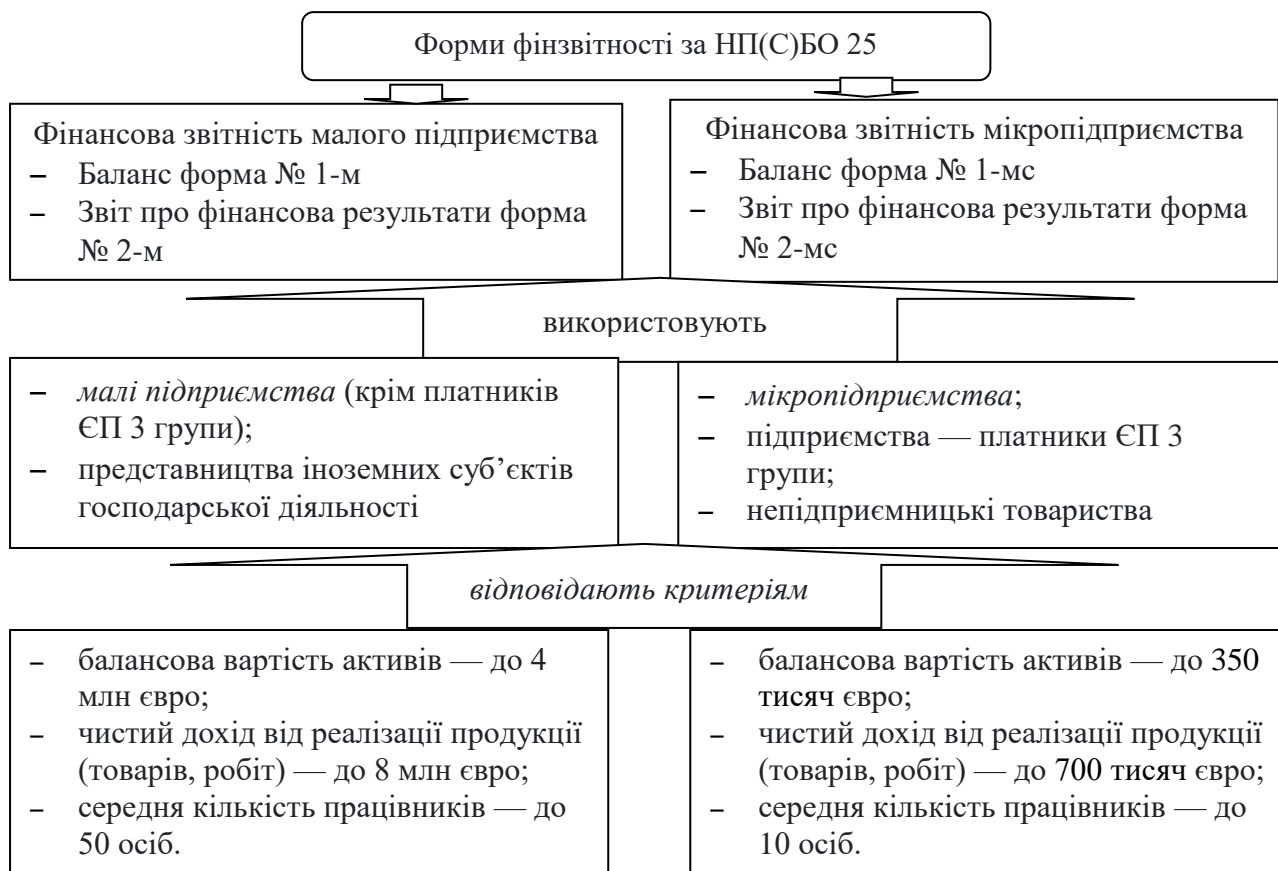 Форми фінзвітності за НП(С)БО 25
Фінансова звітність малого підприємства
– Баланс форма № 1-м
– Звіт про фінансова результати форма
№ 2-м
Фінансова звітність мікропідприємства
– Баланс форма № 1-мс
– Звіт про фінансова результати форма
№ 2-мс
використовують
– малі підприємства (крім платників
ЄП 3 групи);
– представництва іноземних суб’єктів
господарської діяльності
– мікропідприємства;
– підприємства — платники ЄП 3
групи;
– непідприємницькі товариства
відповідають критеріям
– балансова вартість активів — до 4
млн євро;
– чистий дохід від реалізації продукції
(товарів, робіт) — до 8 млн євро;
– середня кількість працівників — до
50 осіб.
– балансова вартість активів — до 350
тисяч євро;
– чистий дохід від реалізації продукції
(товарів, робіт) — до 700 тисяч євро;
– середня кількість працівників — до
10 осіб.